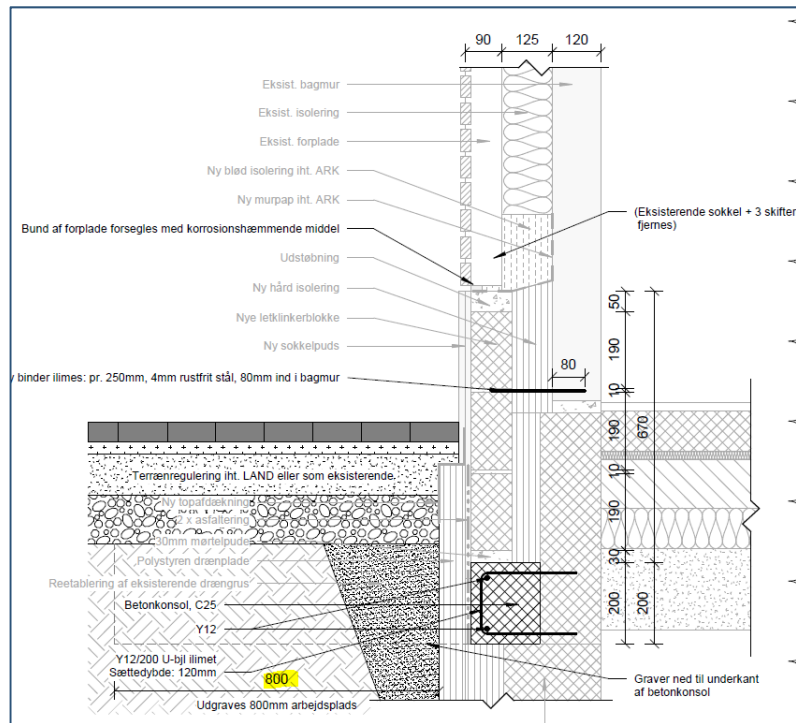 90 125 120
Eksist. bagmur
Eksist. isolering
Eksist. forplade
Ny blød isolering iht. ARK
Ny murpap iht. ARK
(Eksisterende sokkel + 3 skifter
fjernes)
Bund af forplade forsegles med korrosionshæmmende middel
Udstøbning
Ny hård isolering
50
Nye letklinkerblokke
190
Ny sokkelpuds
80
binder ilimes: pr. 250mm, 4mm rustfrit stål, 80mm ind i bagmur
10
190
670
Terrænregulering iht. LAND eller som eksisterende.
10
Ny topafdækning
190
2 x asfaltering
30mm mørtelpude
30
Polystyren drænplade
Reetablering af eksisterende drængrus
Betonkonsol, C25
200 200
Y12
Y12/200 U-bjl ilimet
Sættedybde: 120mm
800
Graver ned til underkant
af betonkonsol
Udgraves 800mm arbejdsplads